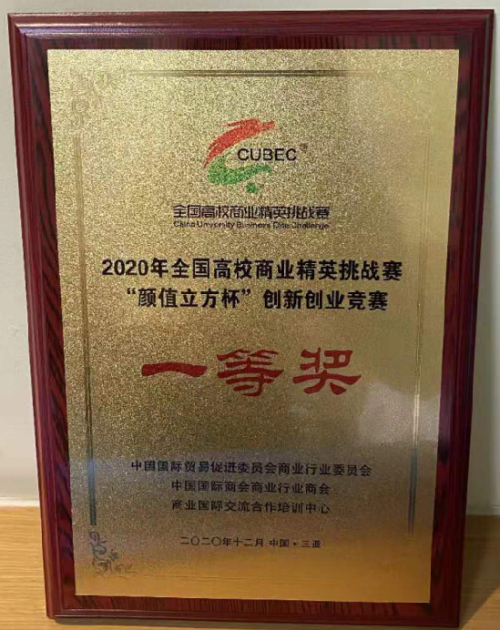 CUBEC
全国高校商业精英挑战赛
China University Business Elite Challenge
2020年全国高校商业精英挑战赛
“颜值立方杯”创新创业竞赛
一等奖
中国国际贸易促进委员会商业行业委员会
中国国际商会商业行业商会
商业国际交流合作培训中心
二〇二〇年十二月 中国·三亚